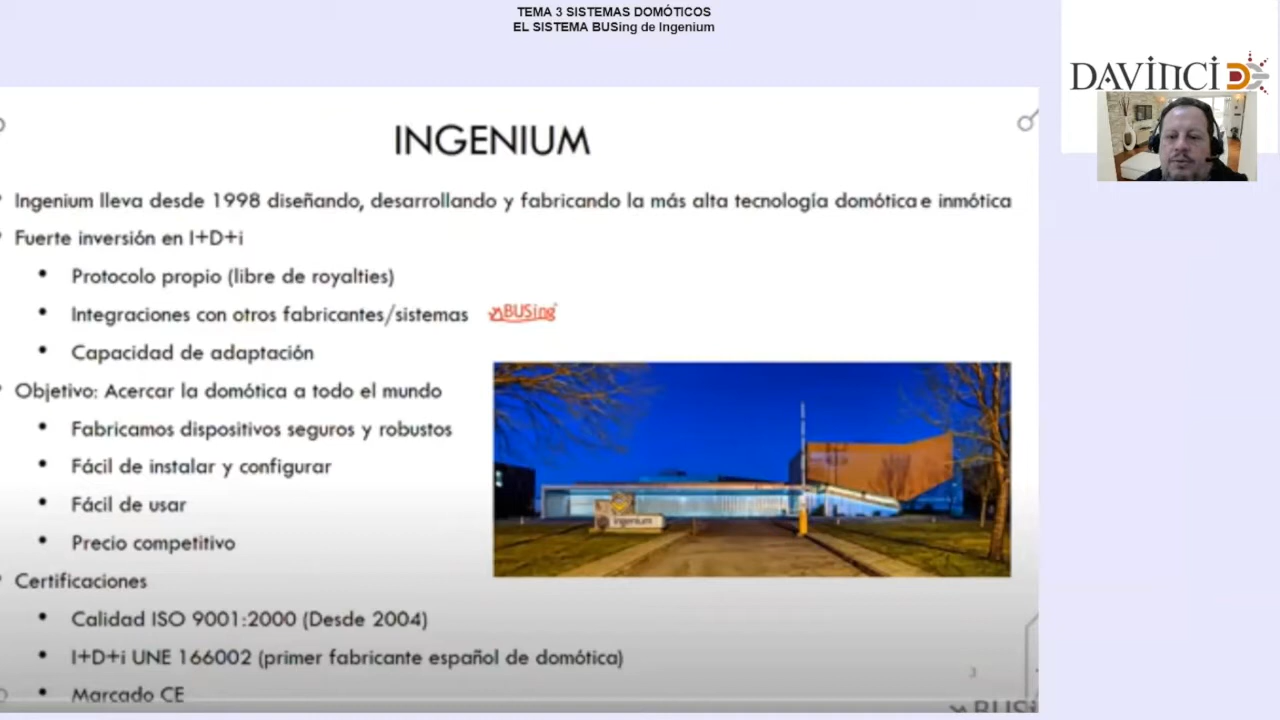 TEMA 3 SISTEMAS DOMÓTICOS
EL SISTEMA BUSing de Ingenium
DAVINCI
INGENIUM
Ingenium lleva desde 1998 diseñando, desarrollando y fabricando la más alta tecnología domótica e inmótica
Fuerte inversión en I+D+i
• Protocolo propio (libre de royalties)
• Integraciones con otros fabricantes/sistemas
BUSing
• Capacidad de adaptación
Objetivo: Acercar la domótica a todo el mundo
• Fabricamos dispositivos seguros y robustos
• Fácil de instalar y configurar
• Fácil de usar
• Precio competitivo
ingenium
Certificaciones
• Calidad ISO 9001:2000 (Desde 2004)
• I+D+i UNE 166002 (primer fabricante español de domótica)
• Marcado CE
3